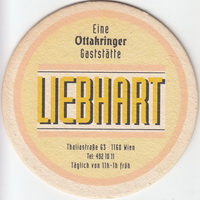 Eine
Ottakringer
Gaststätte
LIEBHART
Thaliastraße 63 · 1160 Wien
Tel: 492 10 11
Täglich von 11h-1h früh